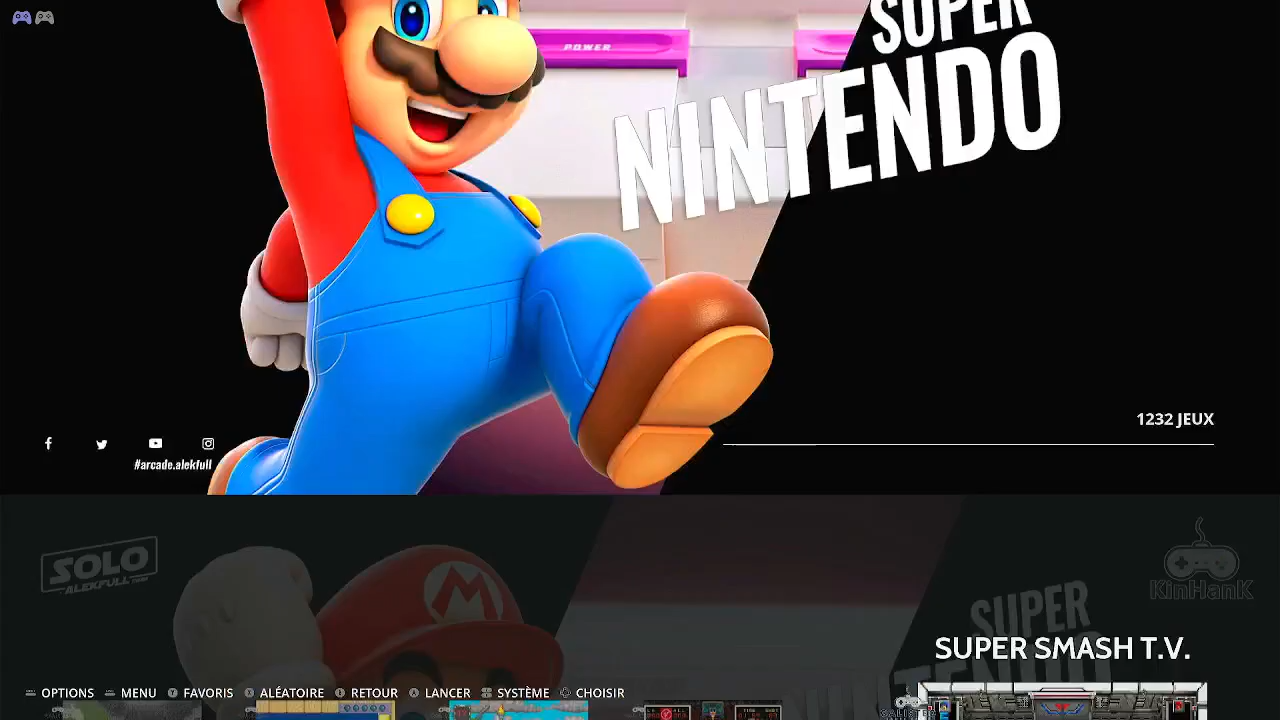 POWER
SUPER
NINTENDO
1232 JEUX
#arcade.alekfull
SOLO
ALEKFULL
KinHanK
SUPER
SUPER SMASH T.V.
OPTIONS MENU FAVORIS ALÉATOIRE RETOUR LANCER SYSTÈME CHOISIR